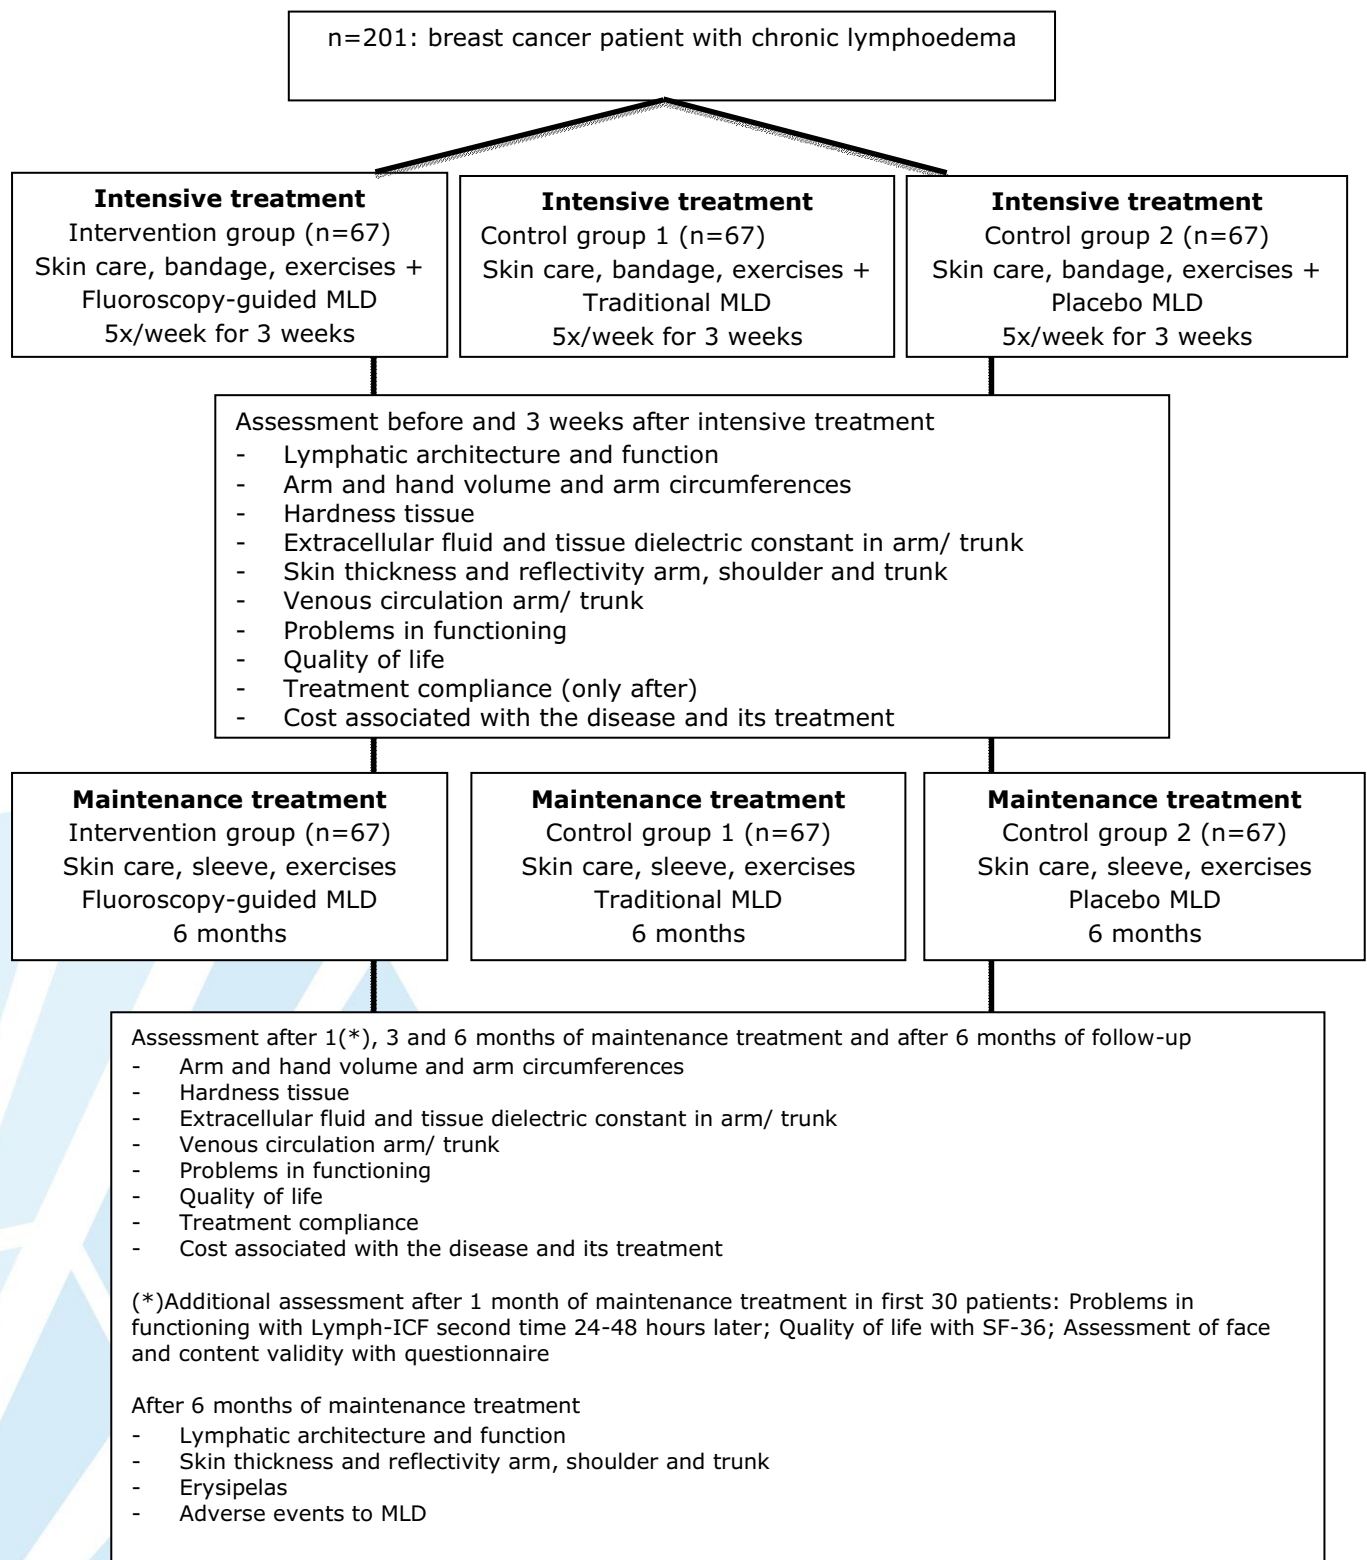 n=201: breast cancer patient with chronic lymphoedema
Intensive treatment
Intervention group (n=67)
Skin care, bandage, exercises +
Fluoroscopy-guided MLD
5x/week for 3 weeks
Intensive treatment
Control group 1 (n=67)
Skin care, bandage, exercises +
Traditional MLD
5x/week for 3 weeks
Intensive treatment
Control group 2 (n=67)
Skin care, bandage, exercises +
Placebo MLD
5x/week for 3 weeks
Assessment before and 3 weeks after intensive treatment
- Lymphatic architecture and function
- Arm and hand volume and arm circumferences
- Hardness tissue
- Extracellular fluid and tissue dielectric constant in arm/ trunk
- Skin thickness and reflectivity arm, shoulder and trunk
- Venous circulation arm/ trunk
- Problems in functioning
- Quality of life
- Treatment compliance (only after)
- Cost associated with the disease and its treatment
Maintenance treatment
Intervention group (n=67)
Skin care, sleeve, exercises
Fluoroscopy-guided MLD
6 months
Maintenance treatment
Control group 1 (n=67)
Skin care, sleeve, exercises
Traditional MLD
6 months
Maintenance treatment
Control group 2 (n=67)
Skin care, sleeve, exercises
Placebo MLD
6 months
Assessment after 1(*), 3 and 6 months of maintenance treatment and after 6 months of follow-up
- Arm and hand volume and arm circumferences
- Hardness tissue
- Extracellular fluid and tissue dielectric constant in arm/ trunk
- Venous circulation arm/ trunk
- Problems in functioning
- Quality of life
- Treatment compliance
- Cost associated with the disease and its treatment
(*)Additional assessment after 1 month of maintenance treatment in first 30 patients: Problems in
functioning with Lymph-ICF second time 24-48 hours later; Quality of life with SF-36; Assessment of face
and content validity with questionnaire
After 6 months of maintenance treatment
- Lymphatic architecture and function
- Skin thickness and reflectivity arm, shoulder and trunk
- Erysipelas
- Adverse events to MLD